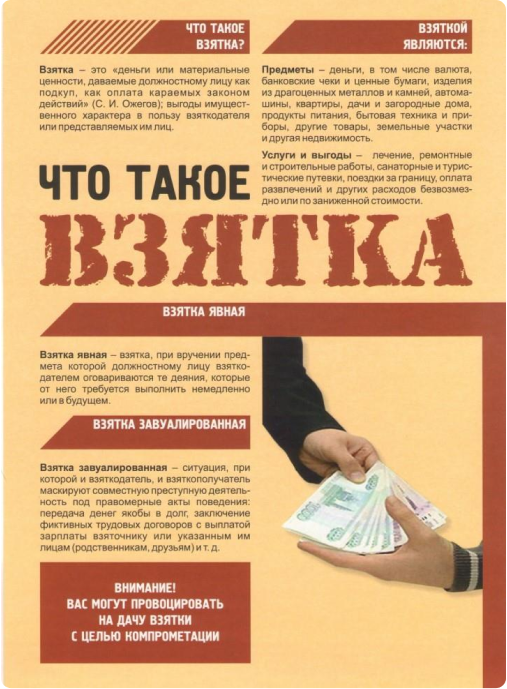 ЧТО ТАКОЕ
ВЗЯТКА?
Взятка – это «деньги или материальные
ценности, даваемые должностному лицу как
подкуп, как оплата караемых законом
действий» (С. И. Ожегов); выгоды имущест-
венного характера в пользу взяткодателя
или представляемых им лиц.
ВЗЯТКОЙ
ЯВЛЯЮТСЯ:
Предметы – деньги, в том числе валюта,
банковские чеки и ценные бумаги, изделия
из драгоценных металлов и камней, автома-
шины, квартиры, дачи и загородные дома,
продукты питания, бытовая техника и при-
боры, другие товары, земельные участки
и другая недвижимость.
Услуги и выгоды – лечение, ремонтные
и строительные работы, санаторные и турис-
тические путевки, поездки за границу, оплата
развлечений и других расходов безвозмез-
дно или по заниженной стоимости.
ЧТО ТАКОЕ
ВЗЯТКА
ВЗЯТКА ЯВНАЯ
Взятка явная – взятка, при вручении пред-
мета которой должностному лицу взятко-
дателем оговариваются те деяния, которые
от него требуется выполнить немедленно
или в будущем.
ВЗЯТКА ЗАВУАЛИРОВАННАЯ
Взятка завуалированная – ситуация, при
которой и взяткодатель, и взяткополучатель
маскируют совместную преступную деятель-
ность под правомерные акты поведения:
передача денег якобы в долг, заключение
фиктивных трудовых договоров с выплатой
зарплаты взяточнику или указанным им
лицам (родственникам, друзьям) и т. д.
ВНИМАНИЕ!
ВАС МОГУТ ПРОВОЦИРОВАТЬ
НА ДАЧУ ВЗЯТКИ
С ЦЕЛЬЮ КОМПРОМЕТАЦИИ